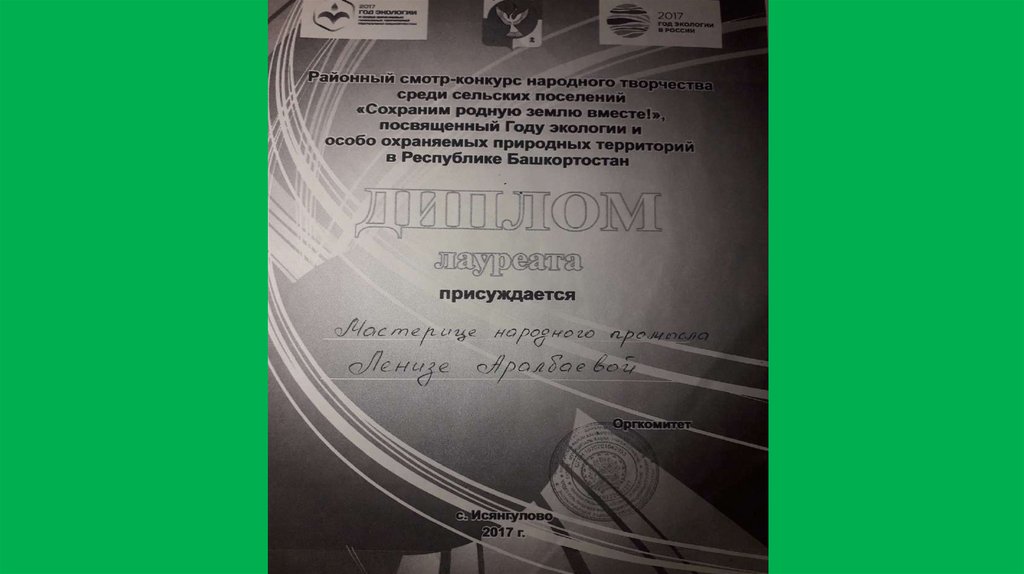 2017
ГОД ЭКОЛОГИИ
2017
ГОД ЭКОЛОГИИ
В РОССИИ
Районный смотр-конкурс народного творчества
среди сельских поселений
«Сохраним родную землю вместе!»,
посвященный Году экологии и
особо охраняемых природных территорий
в Республике Башкортостан
ДИПЛОМ
лауреата
присуждается
Мастерице народного промысла
Ленизе Аралбаевой
Оргкомитет
с. Исянгулово
2017 г.